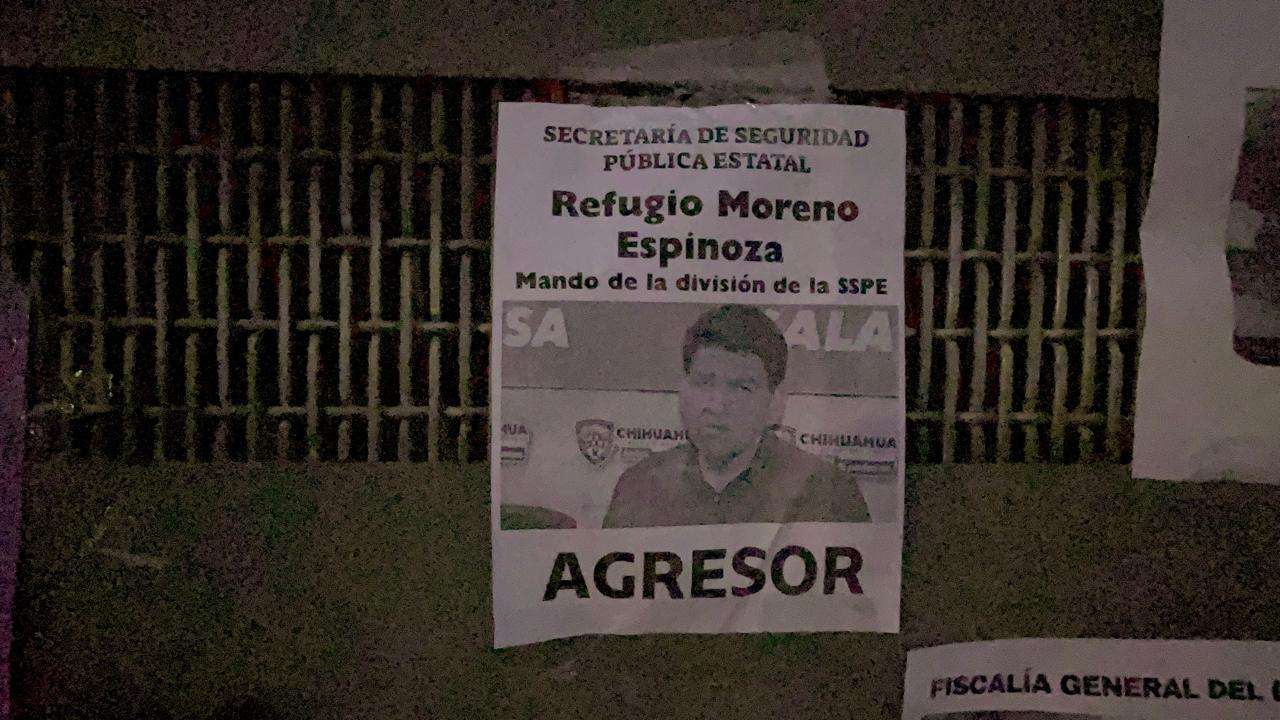 SECRETARÍA DE SEGURIDAD
PÚBLICA ESTATAL
Refugio Moreno
Espinoza
Mando de la división de la SSPE
SA
SALA
CHIHUAHUA
CHIHUAHUA
AGRESOR
FISCALÍA GENERAL DEL